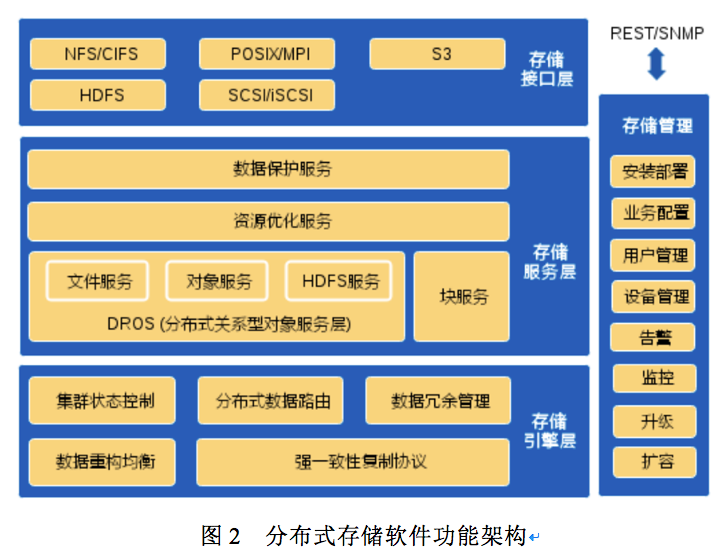 NFS/CIFS
POSIX/MPI
S3
HDFS
SCSI/iSCSI
存储
接口层
数据保护服务
资源优化服务
文件服务
对象服务
HDFS服务
DROS (分布式关系型对象服务层)
块服务
存储
服务层
集群状态控制
分布式数据路由
数据冗余管理
数据重构均衡
强一致性复制协议
存储
引擎层
REST/SNMP
存储管理
安装部署
业务配置
用户管理
设备管理
告警
监控
升级
扩容
图 2 分布式存储软件功能架构